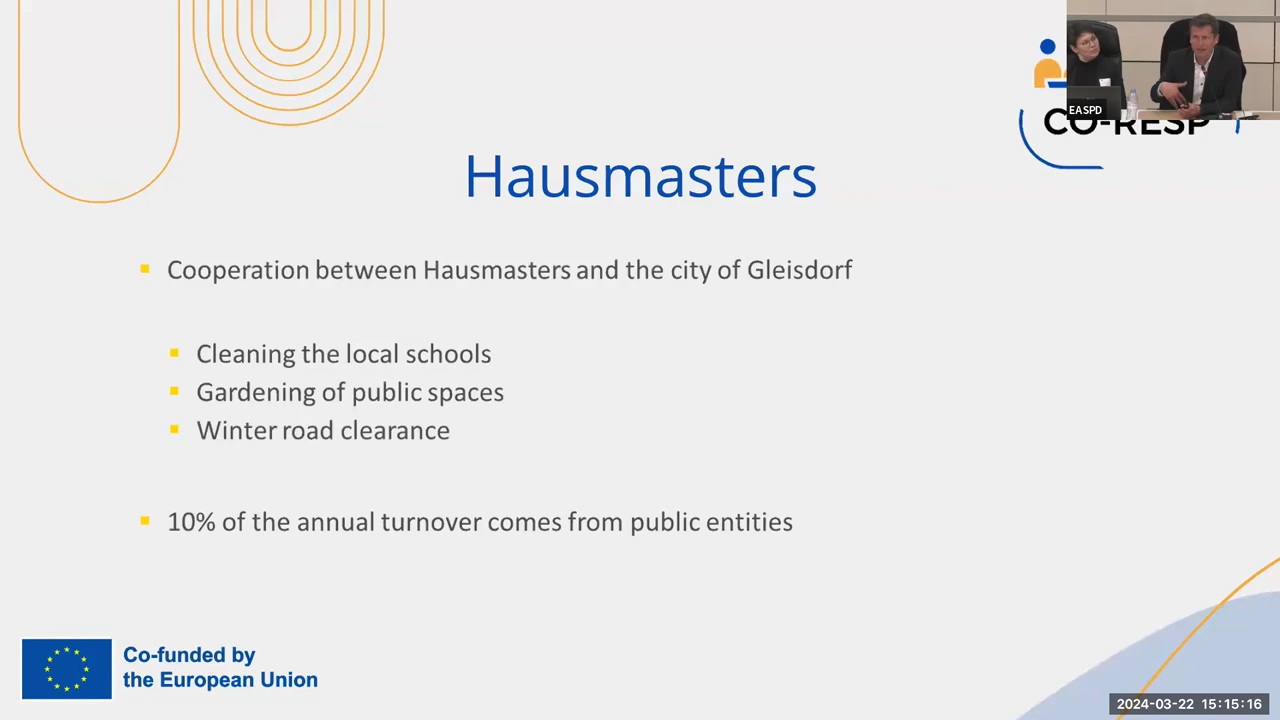 EASPD
CO-RESP
Hausmasters
Cooperation between Hausmasters and the city of Gleisdorf
Cleaning the local schools
Gardening of public spaces
Winter road clearance
10% of the annual turnover comes from public entities
Co-funded by
the European Union
2024-03-22 15:15:16